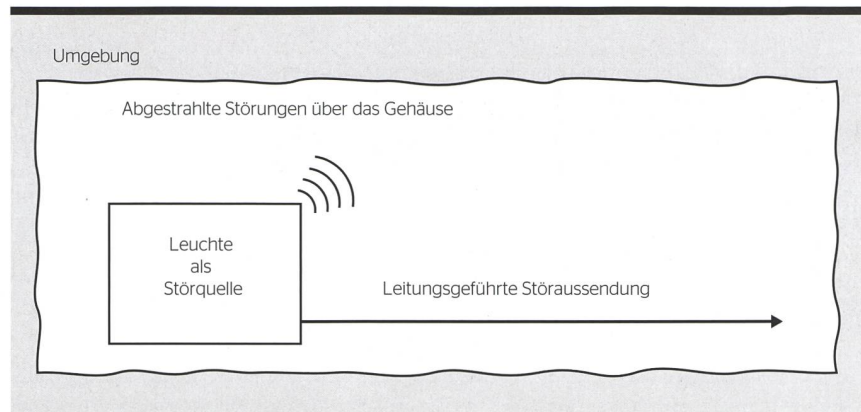 Umgebung
Abgestrahlte Störungen über das Gehäuse
Leuchte
als
Störquelle
Leitungsgeführte Störaussendung